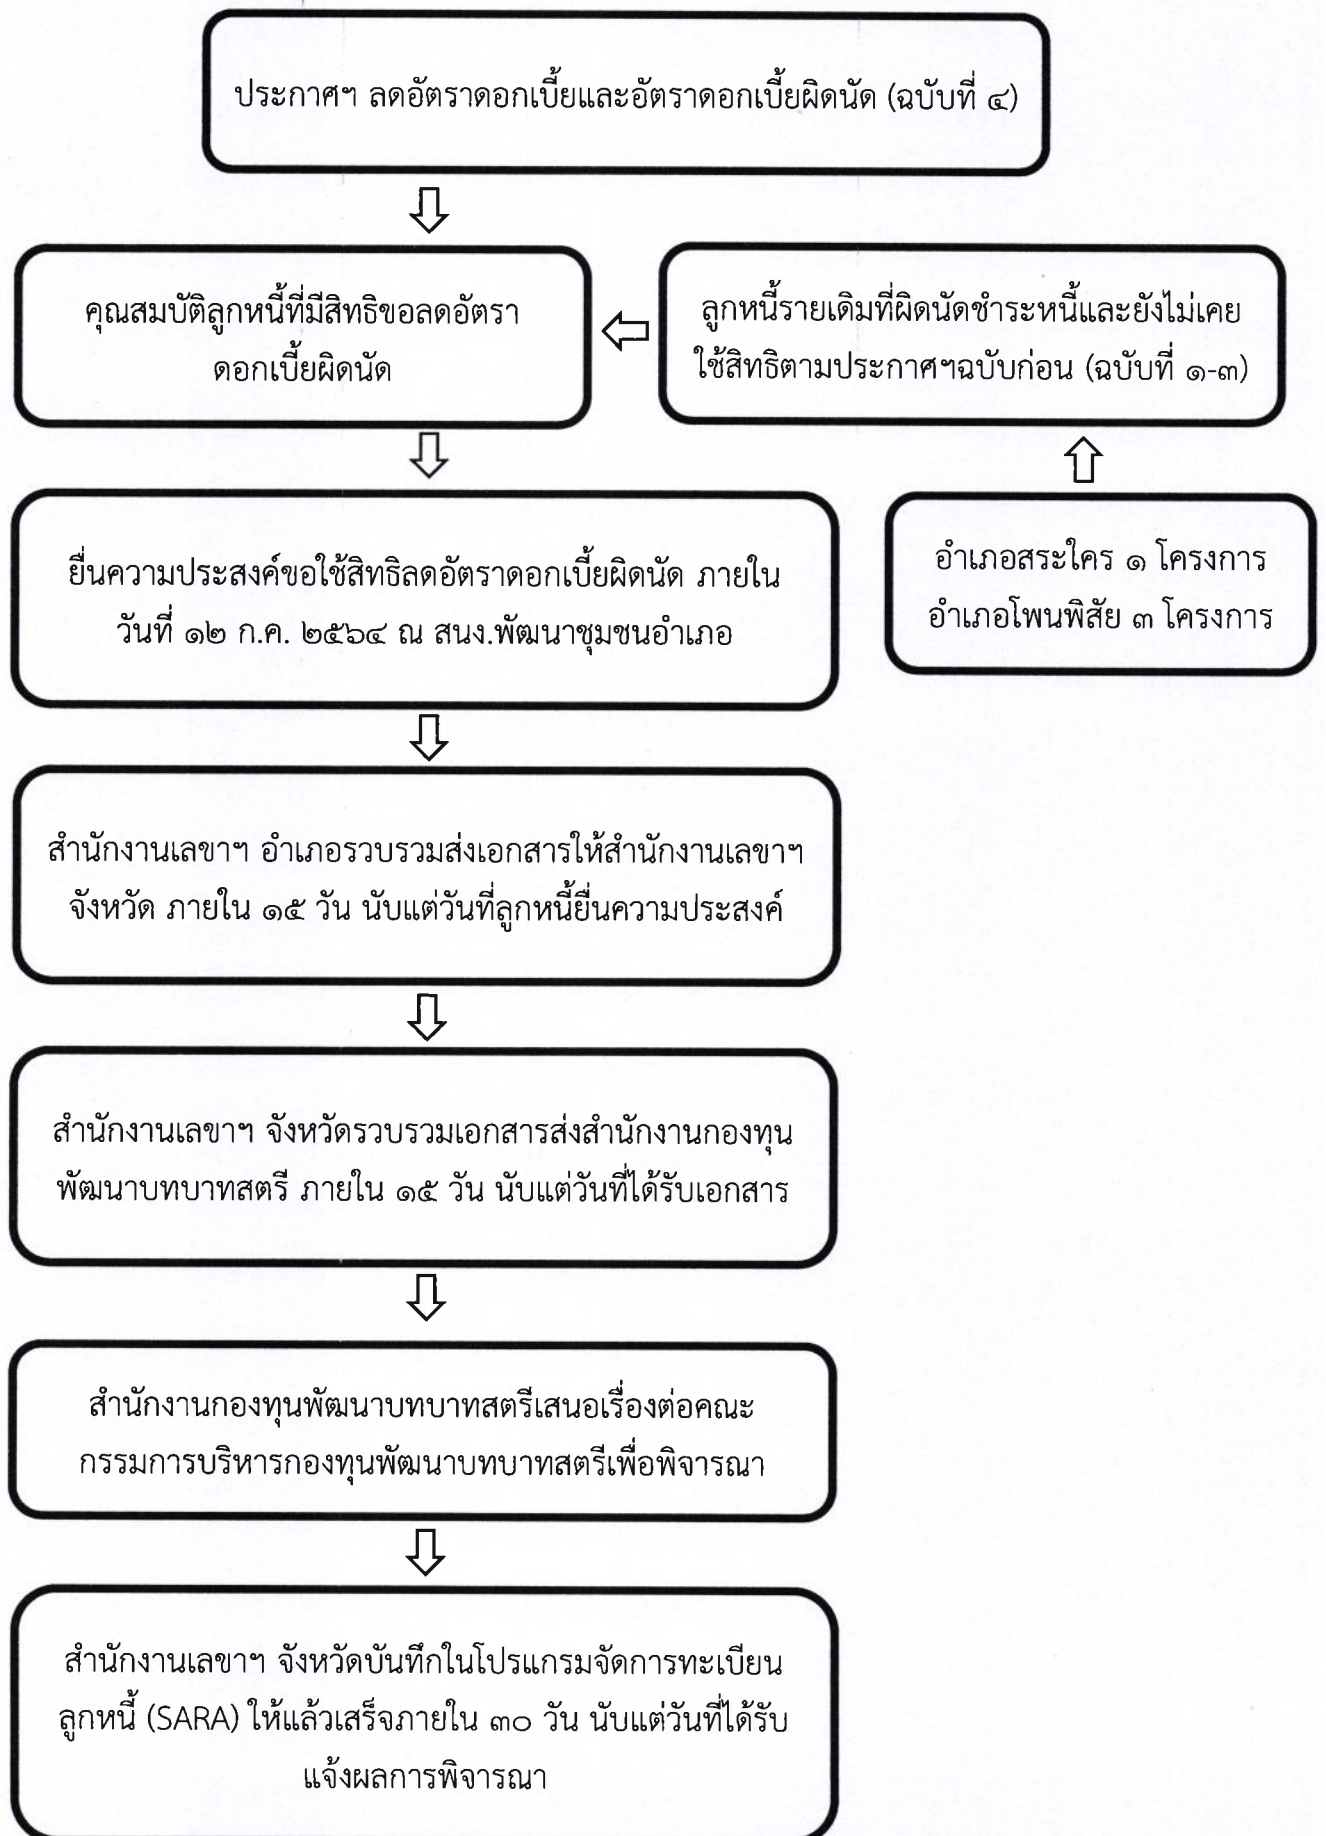 ประกาศฯ ลดอัตราดอกเบี้ยและอัตราดอกเบี้ยผิดนัด (ฉบับที่ ๔)
คุณสมบัติลูกหนี้ที่มีสิทธิขอลดอัตรา
ดอกเบี้ยผิดนัด
ลูกหนี้รายเดิมที่ผิดนัดชำระหนี้และยังไม่เคย
ใช้สิทธิตามประกาศฯฉบับก่อน (ฉบับที่ ๑-๓)
ยื่นความประสงค์ขอใช้สิทธิลดอัตราดอกเบี้ยผิดนัด ภายใน
วันที่ ๑๒ ก.ค. ๒๕๖๔ ณ สนง.พัฒนาชุมชนอำเภอ
อำเภอสระใคร ๑ โครงการ
อำเภอโพนพิสัย ๓ โครงการ
สำนักงานเลขาฯ อำเภอรวบรวมส่งเอกสารให้สำนักงานเลขาฯ
จังหวัด ภายใน ๑๕ วัน นับแต่วันที่ลูกหนี้ยื่นความประสงค์
สำนักงานเลขาฯ จังหวัดรวบรวมเอกสารส่งสำนักงานกองทุน
พัฒนาบทบาทสตรี ภายใน ๑๕ วัน นับแต่วันที่ได้รับเอกสาร
สำนักงานกองทุนพัฒนาบทบาทสตรีเสนอเรื่องต่อคณะ
กรรมการบริหารกองทุนพัฒนาบทบาทสตรีเพื่อพิจารณา
สำนักงานเลขาฯ จังหวัดบันทึกในโปรแกรมจัดการทะเบียน
ลูกหนี้ (SARA) ให้แล้วเสร็จภายใน ๓๐ วัน นับแต่วันที่ได้รับ
แจ้งผลการพิจารณา